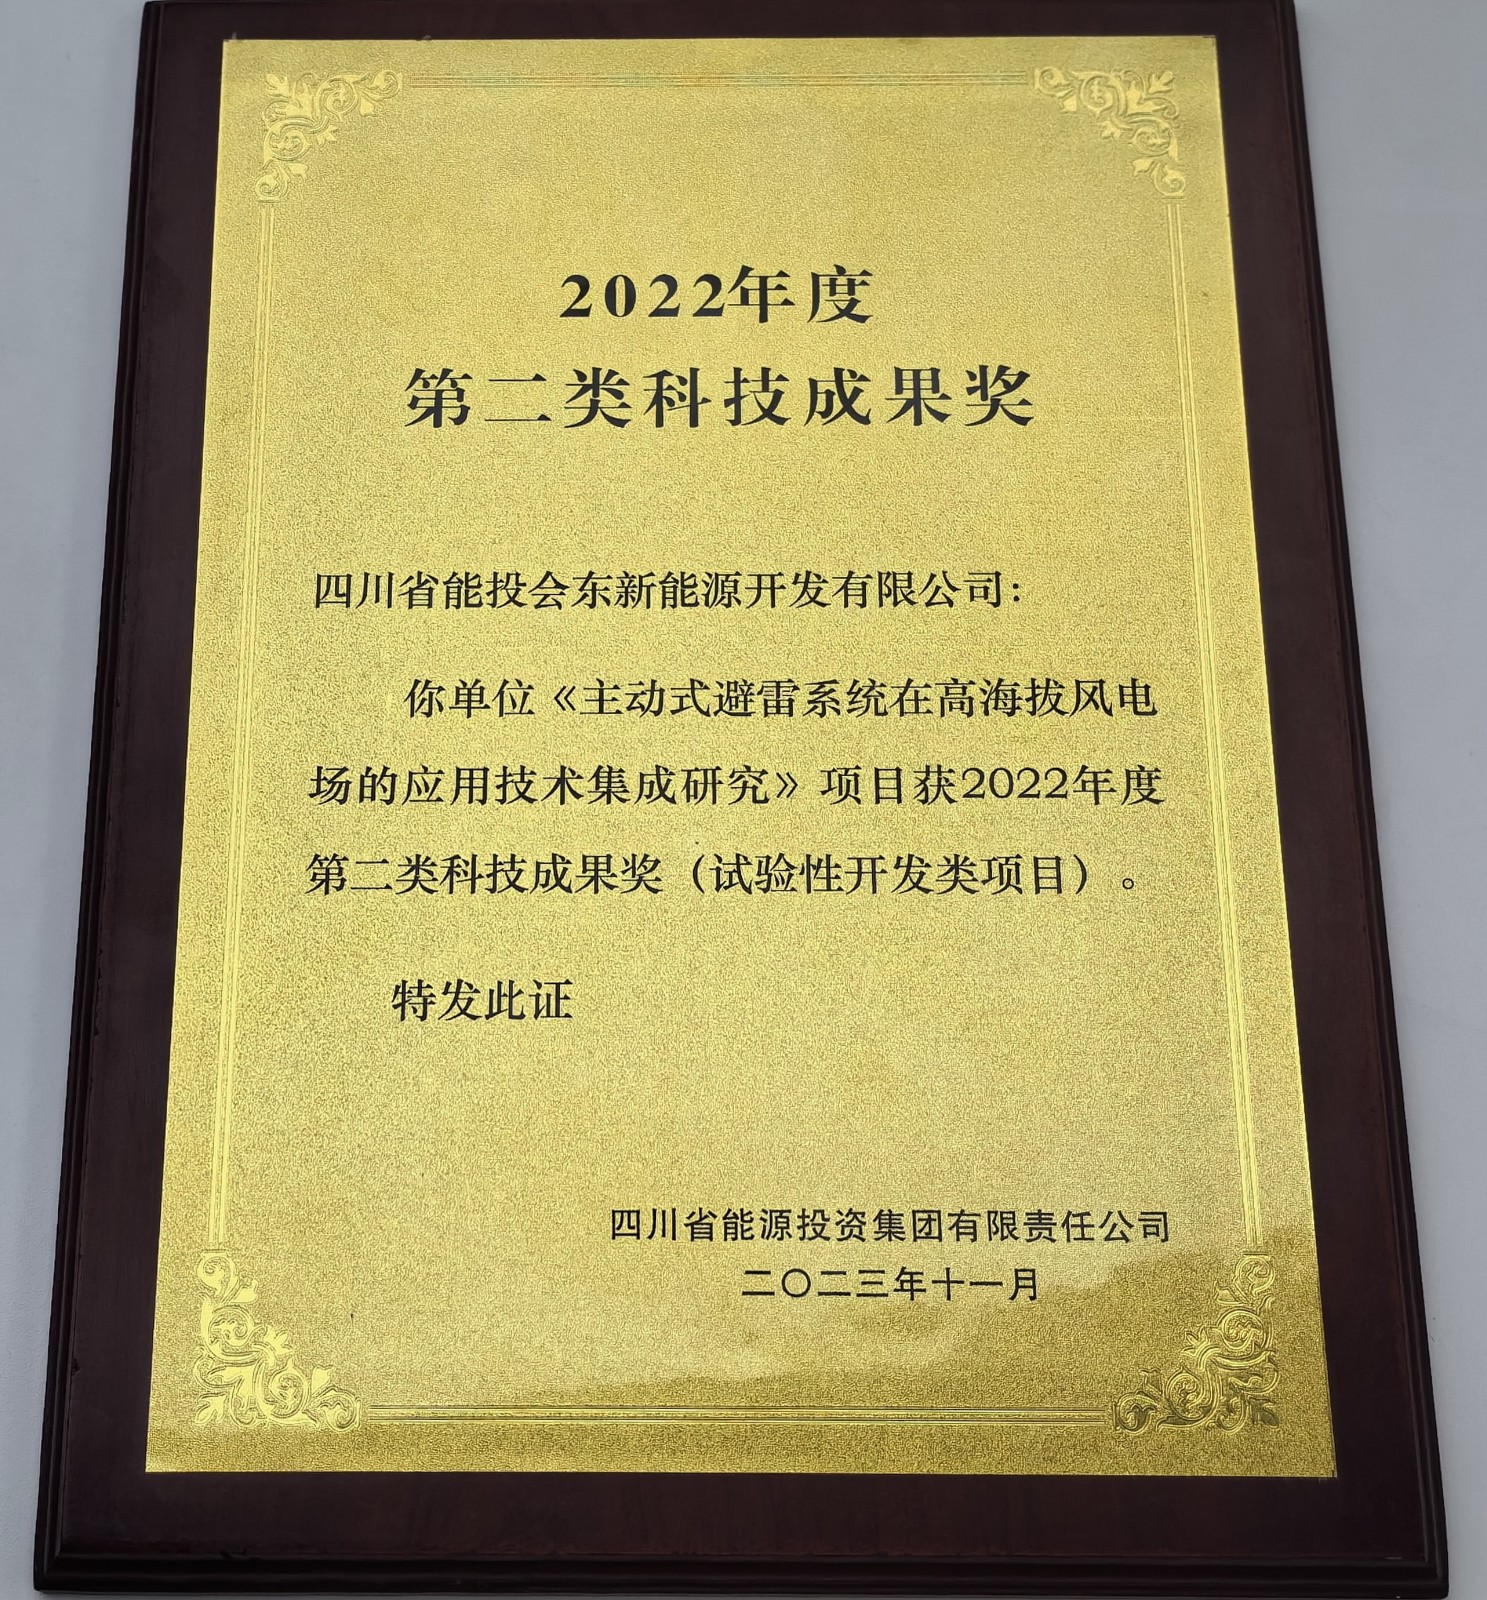 2022年度
第二类科技成果奖
四川省能投会东新能源开发有限公司：
你单位《主动式避雷系统在高海拔风电
场的应用技术集成研究》项目获2022年度
第二类科技成果奖（试验性开发类项目）。
特发此证
四川省能源投资集团有限责任公司
二〇二三年十一月